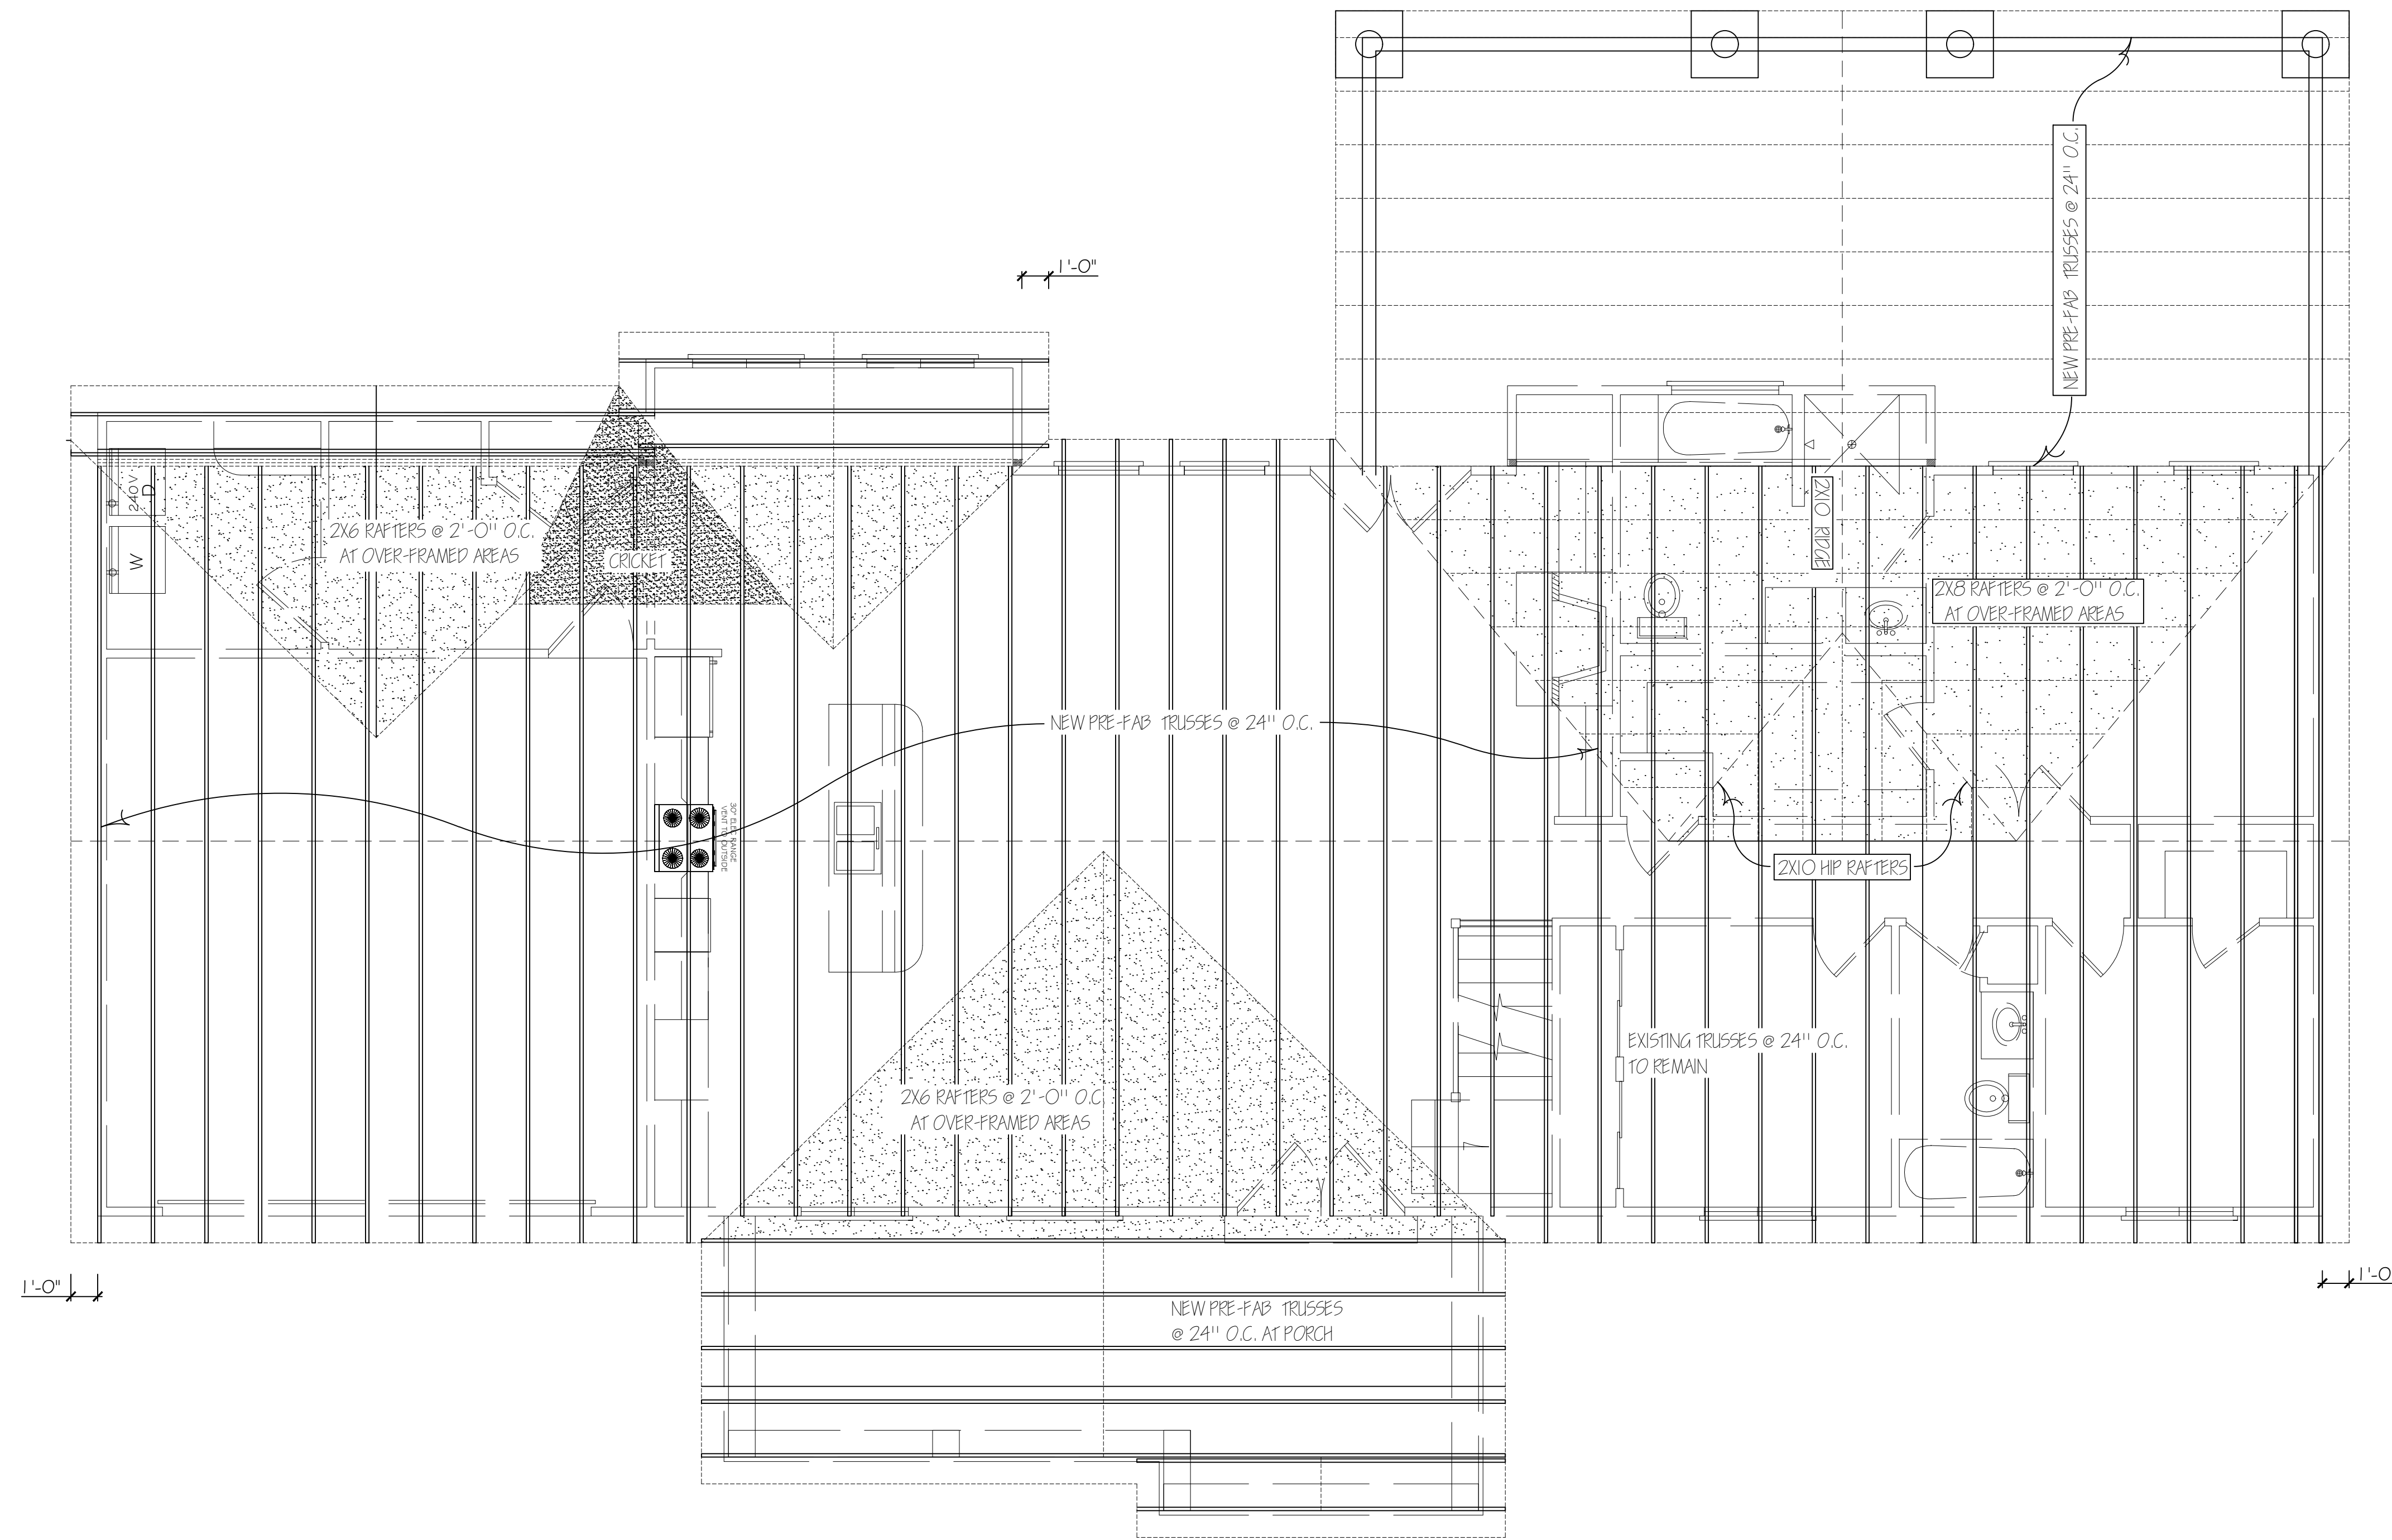 NEW PRE-FAB TRUSSES @ 24" O.C.
1'-0"
240V
D
W
2X6 RAFTERS @ 2'-0" O.C.
AT OVER-FRAMED AREAS
CRICKET
2X10 RIDGE
2X8 RAFTERS @ 2'-0" O.C.
AT OVER-FRAMED AREAS
NEW PRE-FAB TRUSSES @ 24" O.C.
30" ELEC RANGE
VENT TO OUTSIDE
2X10 HIP RAFTERS
EXISTING TRUSSES @ 24" O.C.
TO REMAIN
2X6 RAFTERS @ 2'-0" O.C
AT OVER-FRAMED AREAS
1'-0"
1'-0
NEW PRE-FAB TRUSSES
@ 24" O.C. AT PORCH